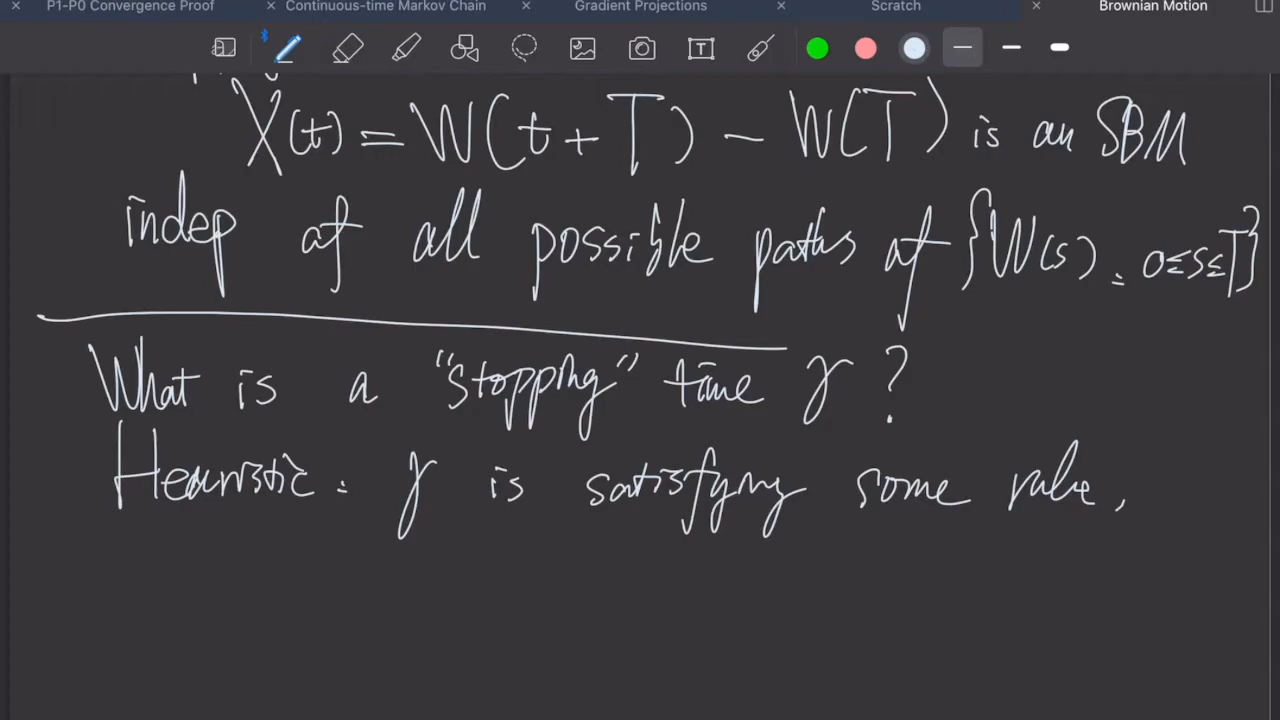 P1-P0 Convergence Proof Continuous-time Markov Chain Gradient Projections Scratch Brownian Motion
X(t) = W(t+T) - W(T) is an SBM
indep of all possible paths of {W(s) : 0≤s≤T}
What is a "stopping" time γ ?
Heuristic : γ is satisfying some rule,